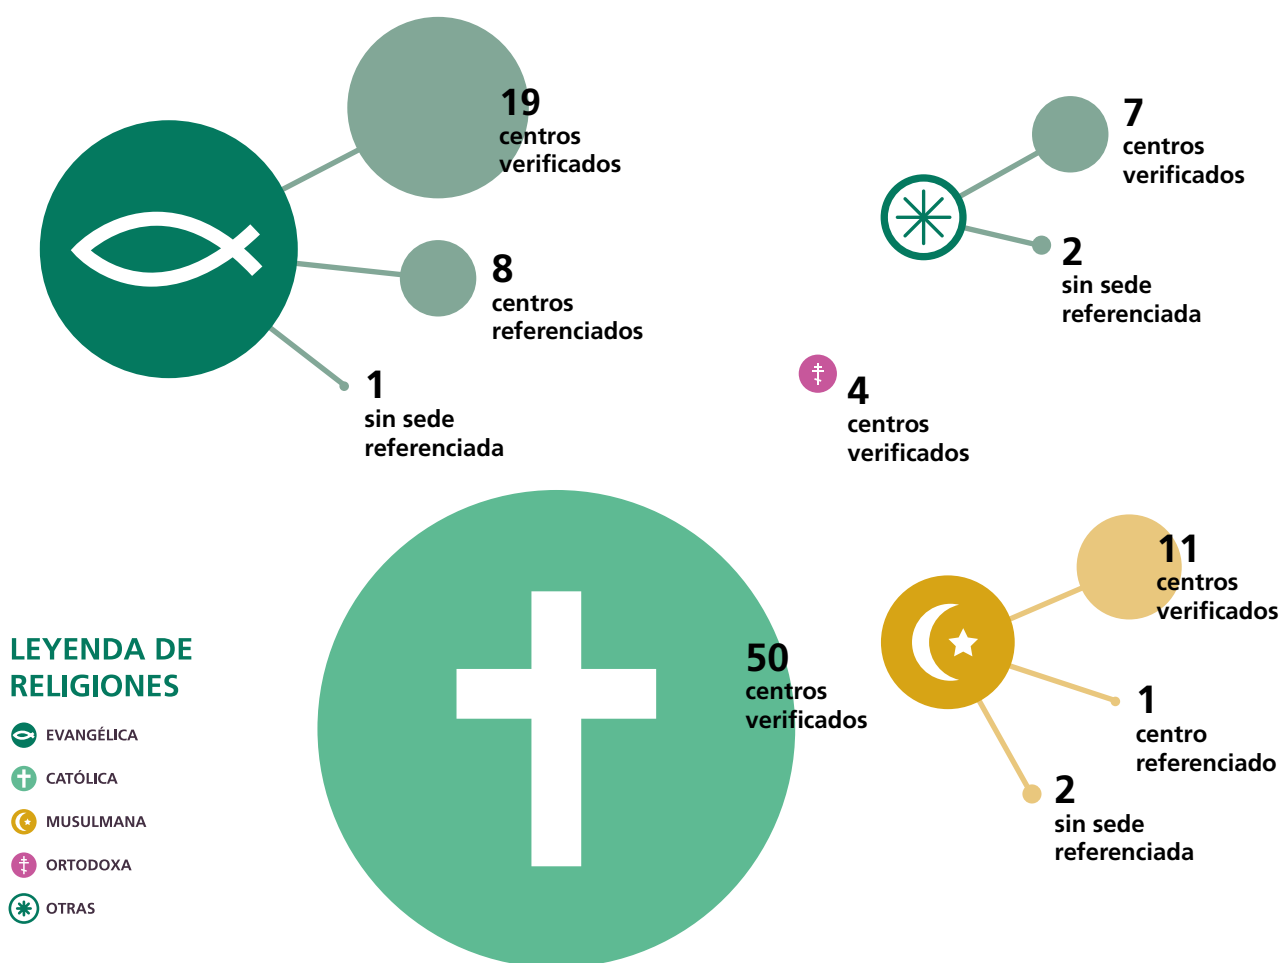 19
centros
verificados
8
centros
referenciados
1
sin sede
referenciada
7
centros
verificados
2
sin sede
referenciada
4
centros
verificados
50
centros
verificados
11
centros
verificados
1
centro
referenciado
2
sin sede
referenciada
LEYENDA DE
RELIGIONES
EVANGÉLICA
CATÓLICA
MUSULMANA
ORTODOXA
OTRAS